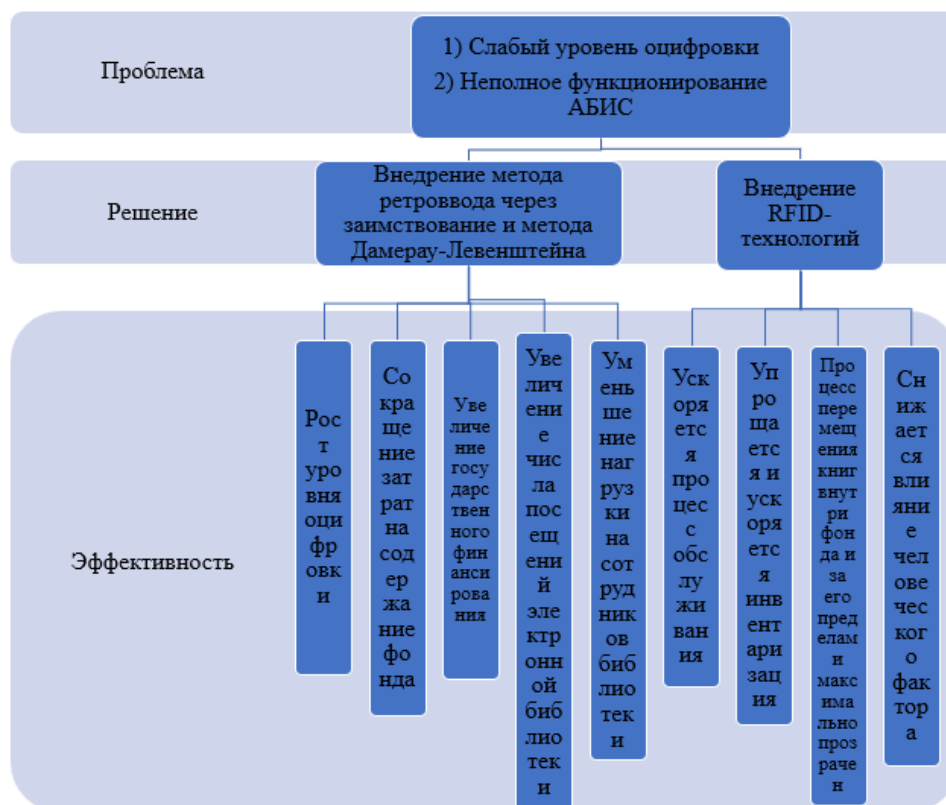 Проблема
1) Слабый уровень оцифровки
2) Неполное функционирование
АБИС
Решение
Внедрение метода
ретроввода через
заимствование и метода
Дамерау-Левенштейна
Внедрение
RFID-
технологий
Эффективность
Рост уровня оцифровки
Сокращение затрат на содержание фонда
Увеличение государственного финансирования
Увеличение числа посещений электронной библиотеки
Уменьшение нагрузки на сотрудников библиотеки
Ускоряется процесс обслуживания
Упрощается и ускоряется инвентаризация
Процесс перемещения книг внутри фонда и за его пределами максимально прозрачен
Снижается влияние человеческого фактора